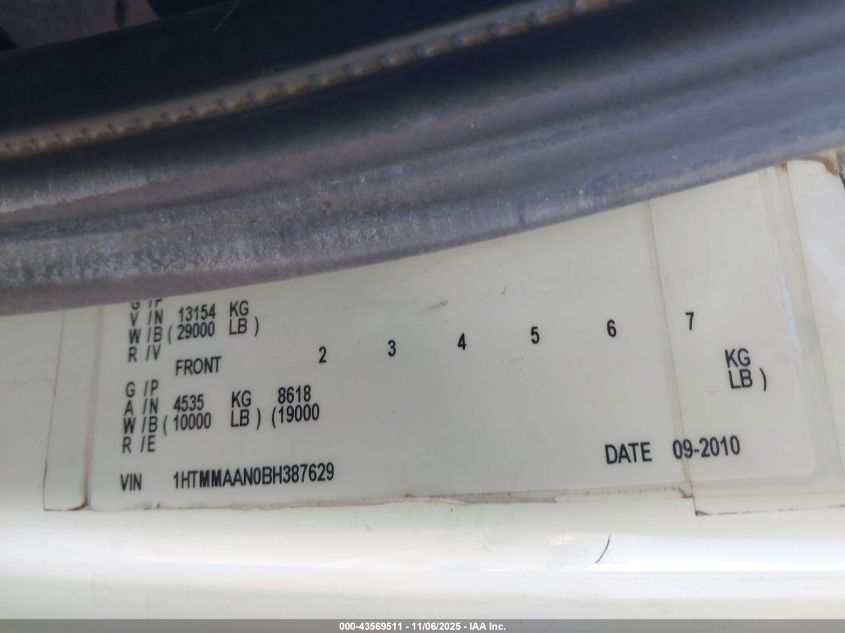 G /P
V /N 13154 KG
W /B ( 29000 LB )
R /V
FRONT 2 3 4 5 6 7
G /P
A /N 4535 KG 8618 KG
W /B ( 10000 LB ) (19000 LB )
R /E
VIN 1HTMMAAN0BH387629 DATE 09-2010
000-43569511 - 11/06/2025 - IAA Inc.